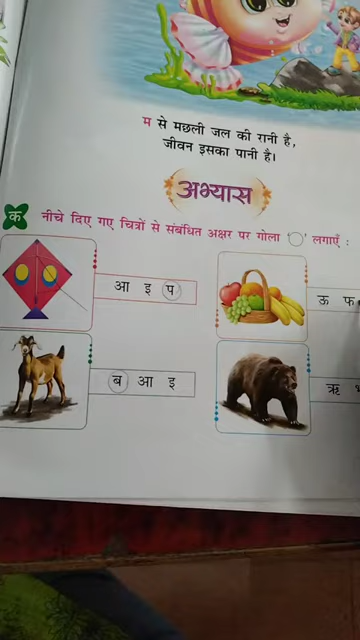 म से मछली जल की रानी है,
जीवन इसका पानी है।
अभ्यास
क नीचे दिए गए चित्रों से संबंधित अक्षर पर गोला '○' लगाएँ :
आ इ प
ऊ फ
ब आ इ
ऋ